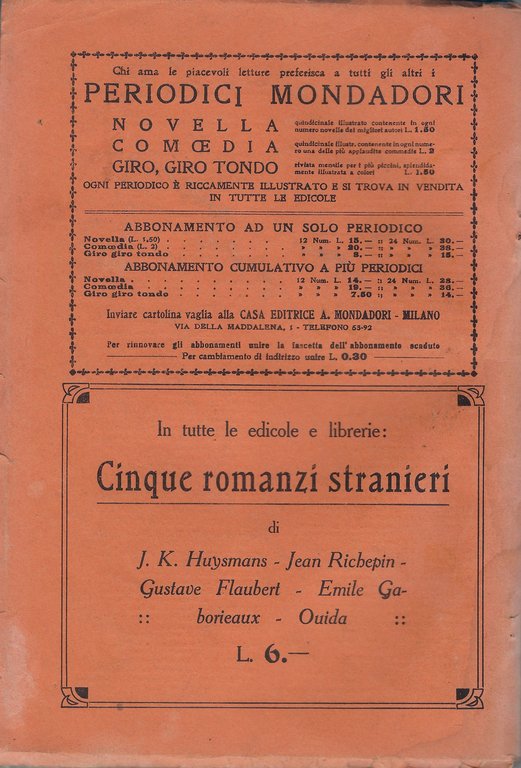 Chi ama le piacevoli letture preferisca a tutti gli altri i
PERIODICI MONDADORI
NOVELLA quindicinale illustrato contenente in ogni numero novelle dei migliori autori L. 1.50
COMŒDIA quindicinale illustr. contenente in ogni numero una delle più applaudite commedie L. 2
GIRO, GIRO TONDO rivista mensile per i più piccini, splendidamente illustrata a colori L. 1.50
OGNI PERIODICO È RICCAMENTE ILLUSTRATO E SI TROVA IN VENDITA
IN TUTTE LE EDICOLE
ABBONAMENTO AD UN SOLO PERIODICO
Novella (L. 1,50) . . . . . . . . . 12 Num. L. 15.— :: 24 Num. L. 30.—
Comœdia (L. 2) . . . . . . . . . » » » 20.— » » » 38.—
Giro giro tondo . . . . . . . . . » » » 8.— :: » » » 15.—
ABBONAMENTO CUMULATIVO A PIÙ PERIODICI
Novella . . . . . . . . . 12 Num. L. 14.— :: 24 Num. L. 28.—
Comœdia . . . . . . . . . » » » 19.— » » » 36.—
Giro giro tondo . . . . . . . . . » » » 7.50 » » » 14.—
Inviare cartolina vaglia alla CASA EDITRICE A. MONDADORI - MILANO
VIA DELLA MADDALENA, 1 - TELEFONO 53-92
Per rinnovare gli abbonamenti unire la fascetta dell'abbonamento scaduto
Per cambiamento di indirizzo unire L. 0.30
In tutte le edicole e librerie:
Cinque romanzi stranieri
di
J. K. Huysmans - Jean Richepin -
Gustave Flaubert - Emile Ga-
:: borieaux - Ouida ::
L. 6.—